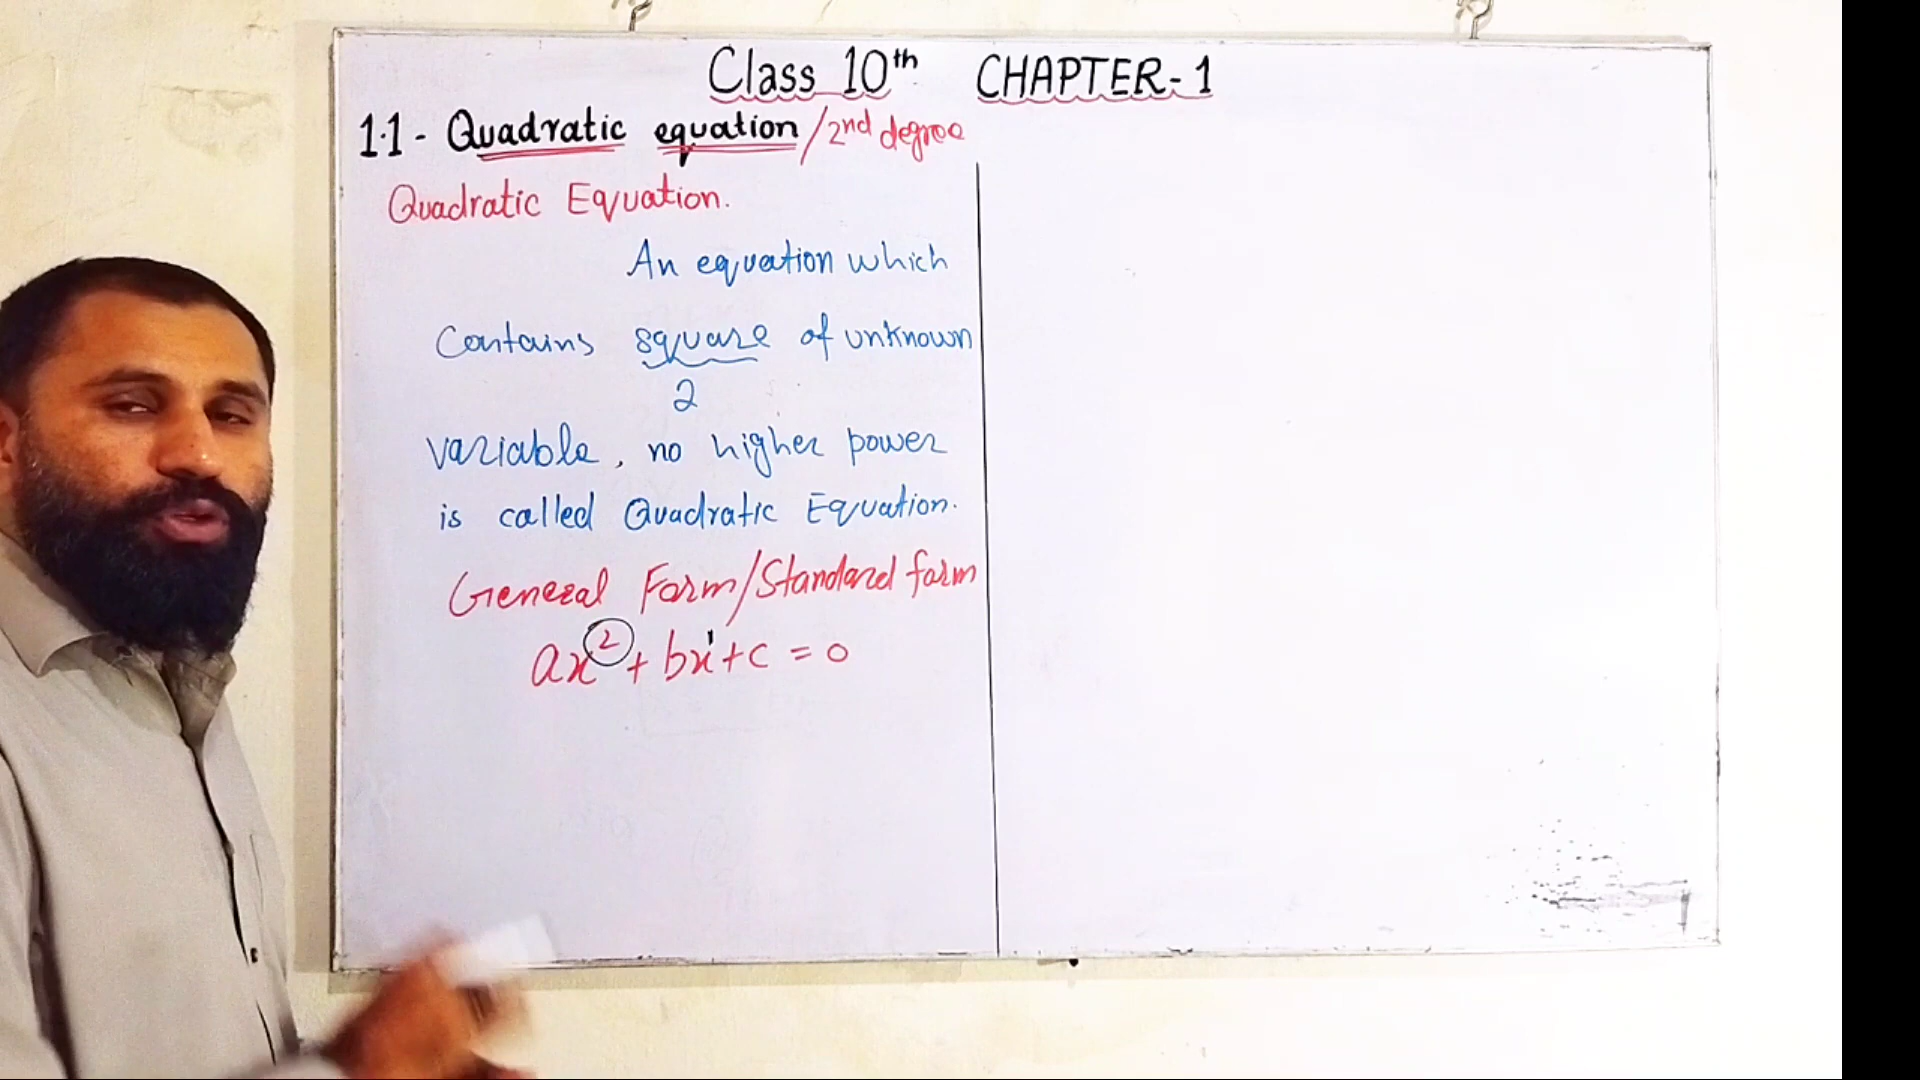 Class 10th CHAPTER-1
1.1- Quadratic equation/2nd degree
Quadratic Equation.
An equation which
Contains square of unknown
2
variable, no higher power
is called Quadratic Equation.
General Form/Standard form
ax² + bx¹+c = 0